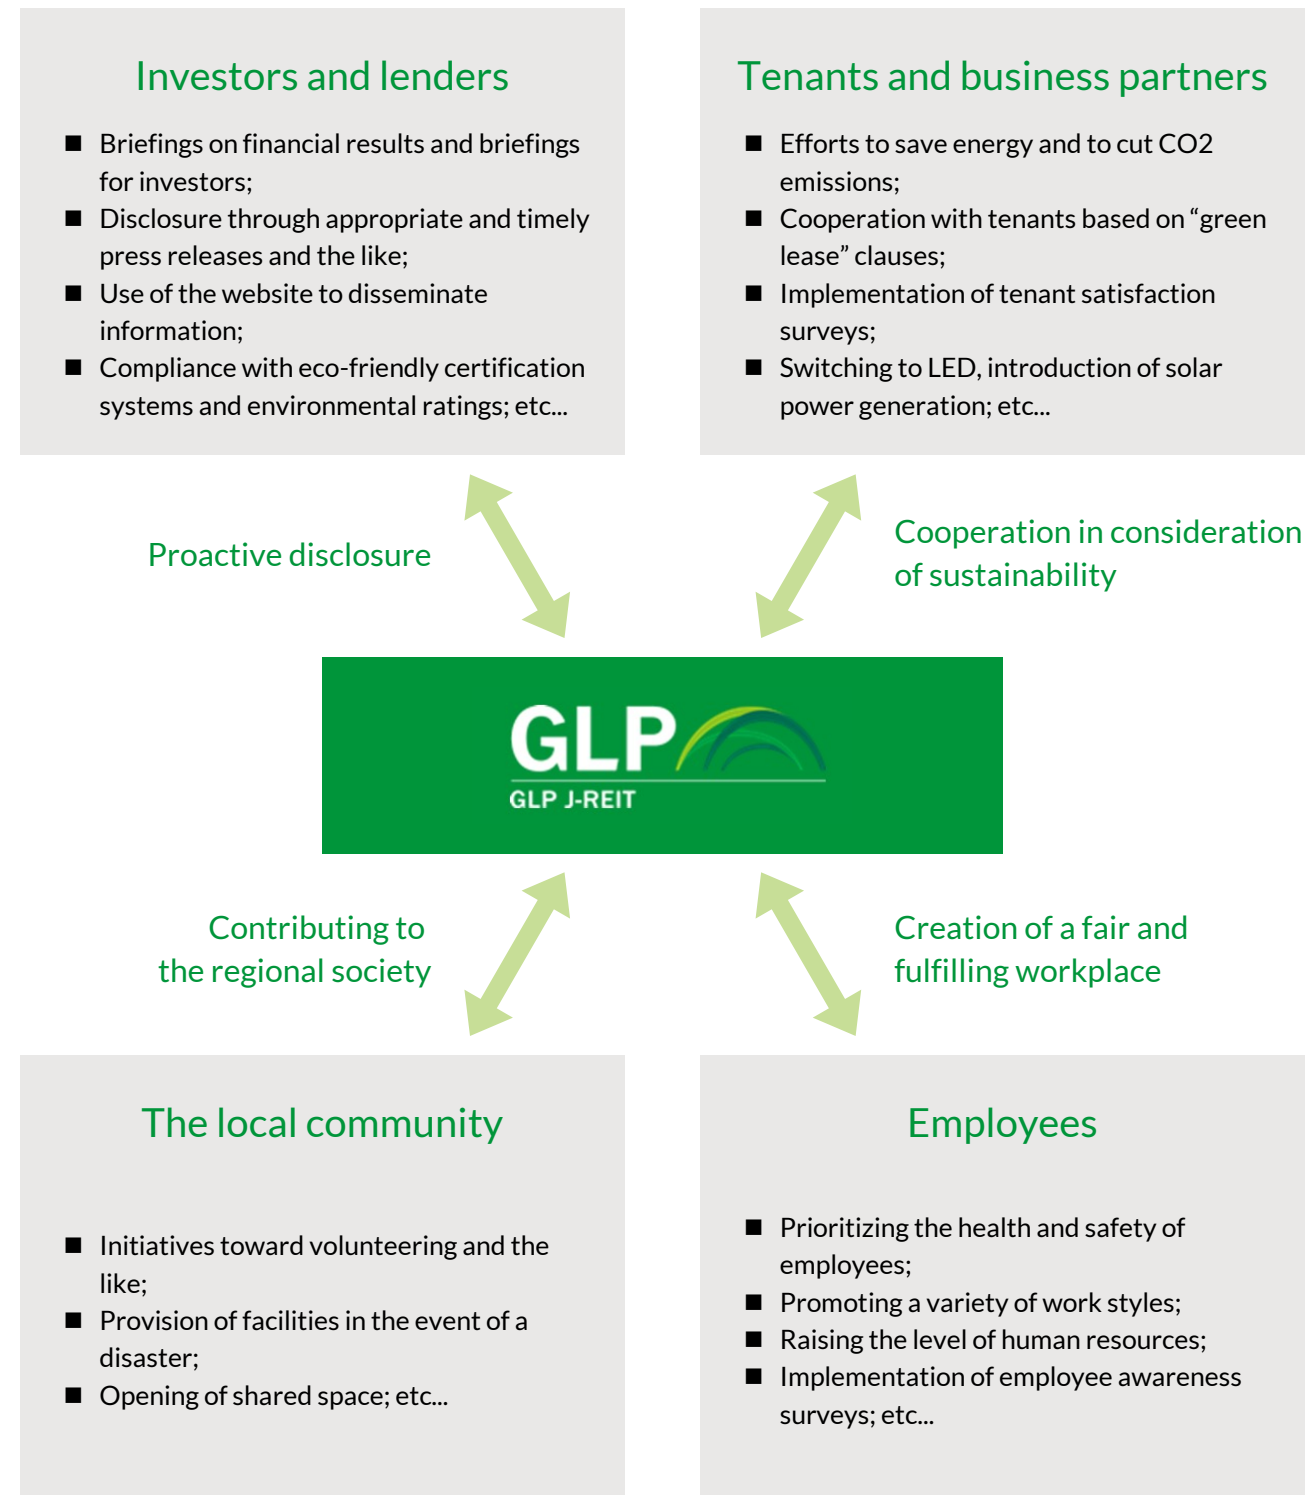 Investors and lenders
■ Briefings on financial results and briefings
for investors;
■ Disclosure through appropriate and timely
press releases and the like;
■ Use of the website to disseminate
information;
■ Compliance with eco-friendly certification
systems and environmental ratings; etc...
Tenants and business partners
■ Efforts to save energy and to cut CO2
emissions;
■ Cooperation with tenants based on “green
lease” clauses;
■ Implementation of tenant satisfaction
surveys;
■ Switching to LED, introduction of solar
power generation; etc...
Proactive disclosure
Cooperation in consideration
of sustainability
GLP
GLP J-REIT
Contributing to
the regional society
Creation of a fair and
fulfilling workplace
The local community
■ Initiatives toward volunteering and the
like;
■ Provision of facilities in the event of a
disaster;
■ Opening of shared space; etc...
Employees
■ Prioritizing the health and safety of
employees;
■ Promoting a variety of work styles;
■ Raising the level of human resources;
■ Implementation of employee awareness
surveys; etc...